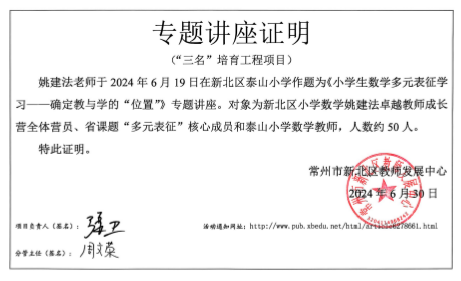 专题讲座证明
（“三名”培育工程项目）
姚建法老师于 2024 年 6 月 19 日在新北区泰山小学作题为《小学生数学多元表征学
习——确定教与学的“位置”》专题讲座。对象为新北区小学数学姚建法卓越教师成长
营全体营员、省课题“多元表征”核心成员和泰山小学数学教师，人数约 50 人。
特此证明。
常州市新北区教师发展中心
2024 年 6 月 30 日
项目负责人（签名）：
活动通知网址：http://www.pub.xbedu.net/html/article6278661.html
分管主任（签名）：